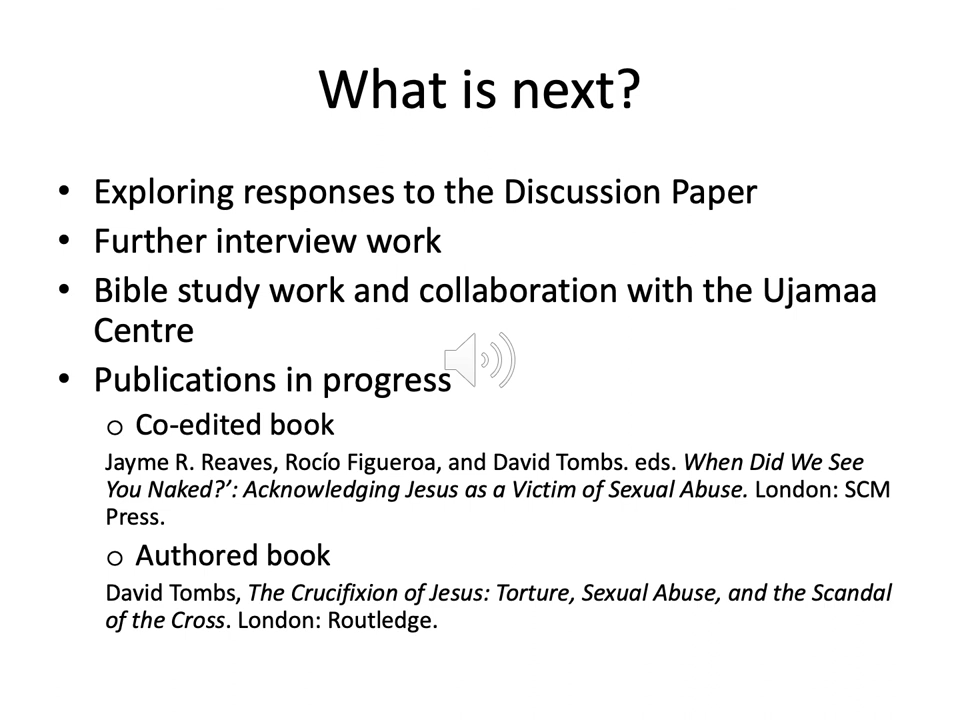 What is next?
• Exploring responses to the Discussion Paper
• Further interview work
• Bible study work and collaboration with the Ujamaa
Centre
• Publications in progress
o Co-edited book
Jayme R. Reaves, Rocío Figueroa, and David Tombs. eds. When Did We See
You Naked?’: Acknowledging Jesus as a Victim of Sexual Abuse. London: SCM
Press.
o Authored book
David Tombs, The Crucifixion of Jesus: Torture, Sexual Abuse, and the Scandal
of the Cross. London: Routledge.